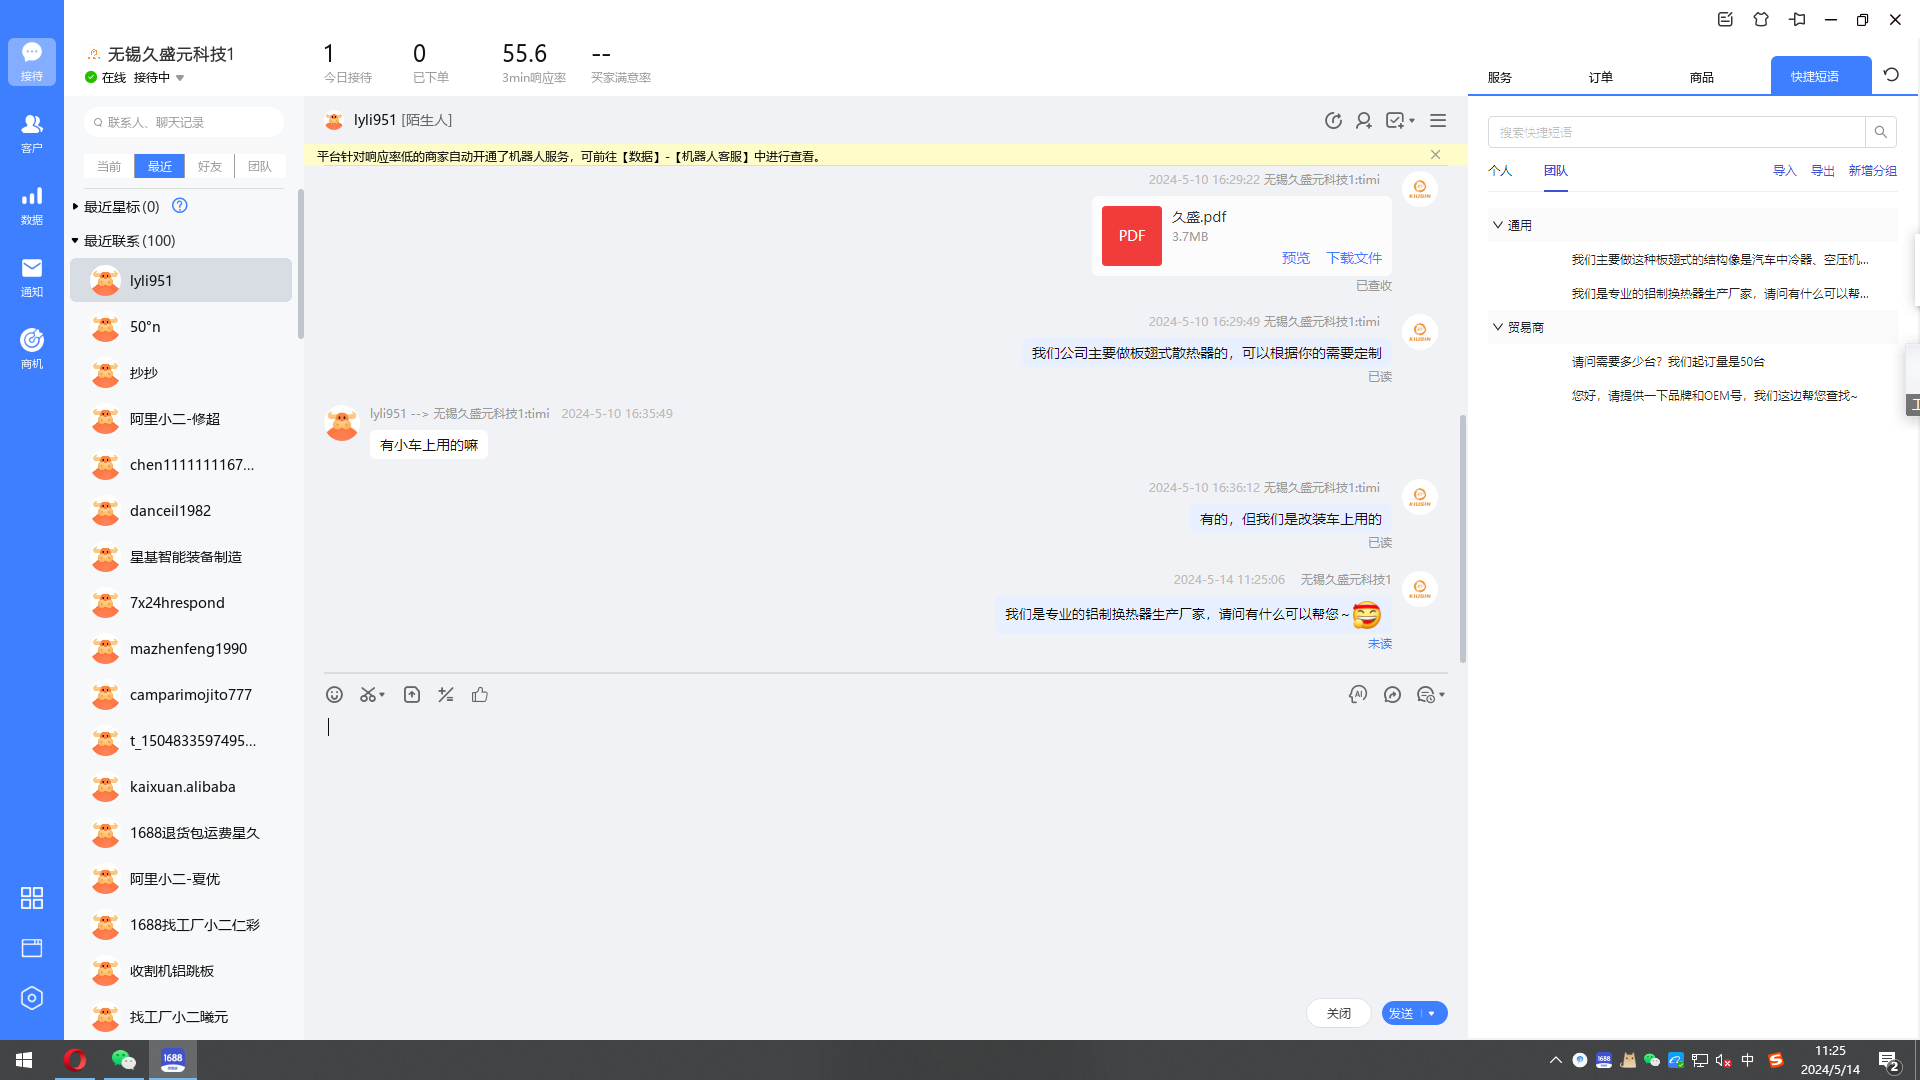 接待
客户
数据
通知
商机
无锡久盛元科技1
在线 接待中
1
今日接待
0
已下单
55.6
3min响应率
--
买家满意率
联系人、聊天记录
当前 最近 好友 团队
最近星标(0)
最近联系(100)
lyli951
50°n
抄抄
阿里小二-修超
chen1111111167...
danceil1982
星基智能装备制造
7x24hrespond
mazhenfeng1990
camparimojito777
t_1504833597495...
kaixuan.alibaba
1688退货包运费星久
阿里小二-夏优
1688找工厂小二仁彩
收割机铝跳板
找工厂小二曦元
lyli951 [陌生人]
平台针对响应率低的商家自动开通了机器人服务，可前往【数据】-【机器人客服】中进行查看。
2024-5-10 16:29:22 无锡久盛元科技1:timi
PDF
久盛.pdf
3.7MB
预览 下载文件
已查收
2024-5-10 16:29:49 无锡久盛元科技1:timi
我们公司主要做板翅式散热器的，可以根据你的需要定制
已读
lyli951 --> 无锡久盛元科技1:timi 2024-5-10 16:35:49
有小车上用的嘛
2024-5-10 16:36:12 无锡久盛元科技1:timi
有的，但我们是改装车上用的
已读
2024-5-14 11:25:06 无锡久盛元科技1
我们是专业的铝制换热器生产厂家，请问有什么可以帮您~
未读
关闭 发送
服务 订单 商品 快捷短语
搜索快捷短语
个人 团队 导入 导出 新增分组
通用
我们主要做这种板翅式的结构像是汽车中冷器、空压机...
我们是专业的铝制换热器生产厂家，请问有什么可以帮...
贸易商
请问需要多少台？我们起订量是50台
您好，请提供一下品牌和OEM号，我们这边帮您查找~
1688
中
11:25
2024/5/14
2